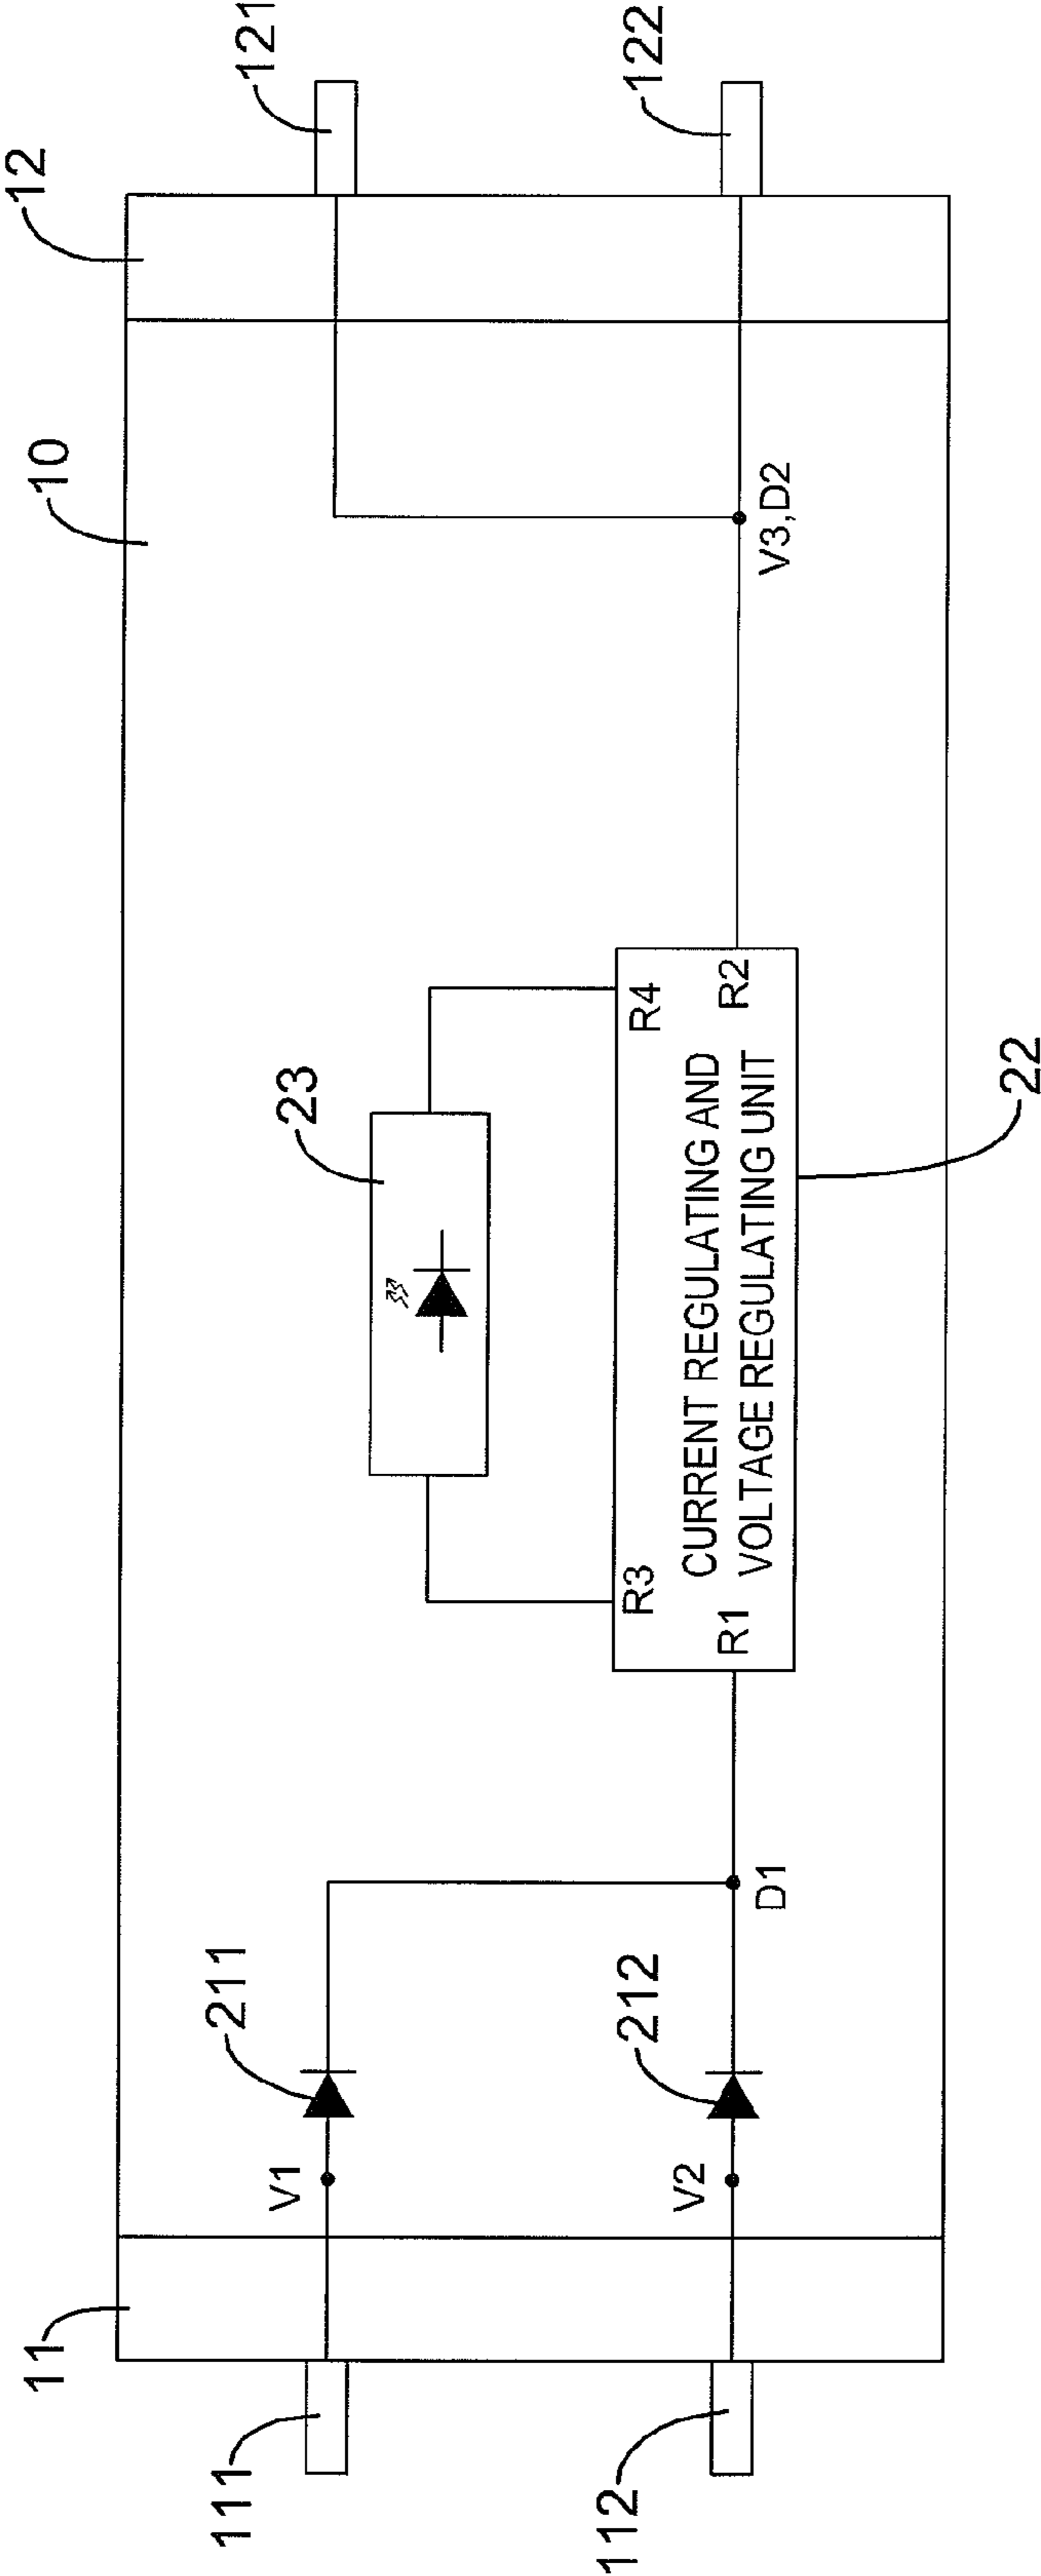 12
10
11
121
122
23
211
212
V1
V2
111
112
D1
V3,D2
R3
R4
R1
R2
CURRENT REGULATING AND
VOLTAGE REGULATING UNIT
22